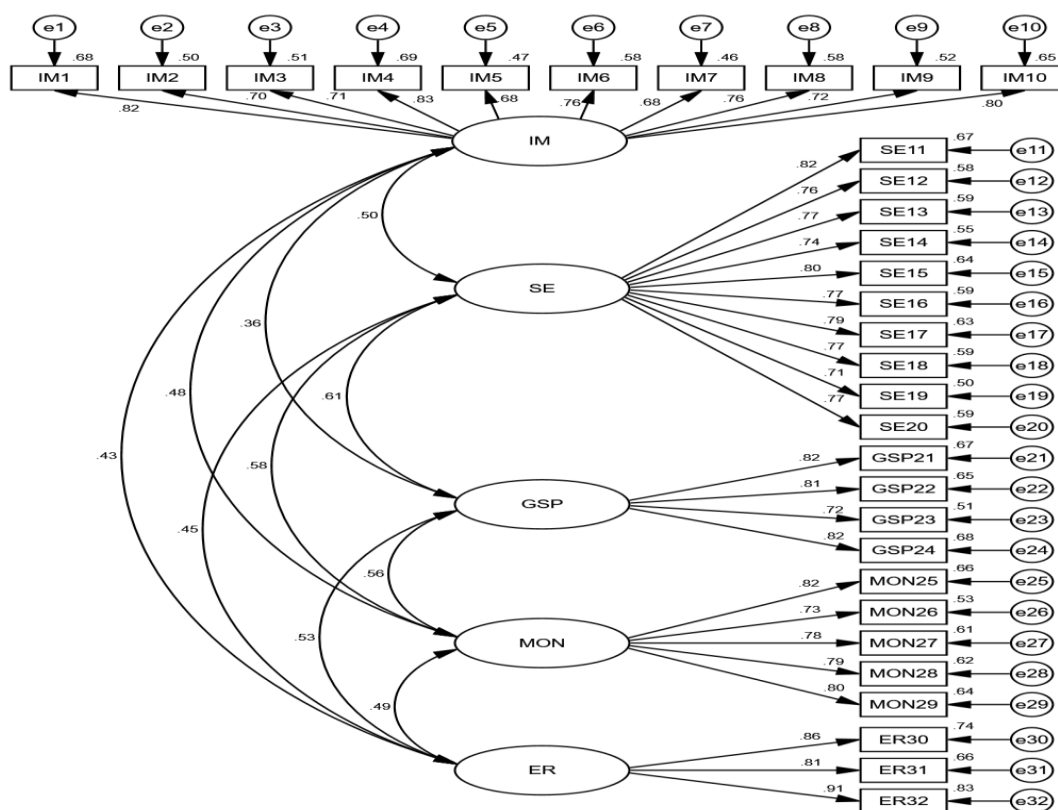 e1 e2 e3 e4 e5 e6 e7 e8 e9 e10
.68 .50 .51 .69 .47 .58 .46 .58 .52 .65
IM1 IM2 IM3 IM4 IM5 IM6 IM7 IM8 IM9 IM10
.82 .70 .71 .83 .68 .76 .68 .76 .72 .80
IM
.82 SE11 .67 e11
.76 SE12 .58 e12
.77 SE13 .59 e13
.50
.74 SE14 .55 e14
SE
.80 SE15 .64 e15
.77 SE16 .59 e16
.36
.79 SE17 .63 e17
.77 SE18 .59 e18
.48
.61
.71 SE19 .50 e19
.77 SE20 .59 e20
.43
.58
.82 GSP21 .67 e21
.81 GSP22 .65 e22
GSP
.45
.72 GSP23 .51 e23
.82 GSP24 .68 e24
.56
.82 MON25 .66 e25
.73 MON26 .53 e26
.53
MON
.78 MON27 .61 e27
.79 MON28 .62 e28
.49
.80 MON29 .64 e29
.86 ER30 .74 e30
ER
.81 ER31 .66 e31
.91 ER32 .83 e32